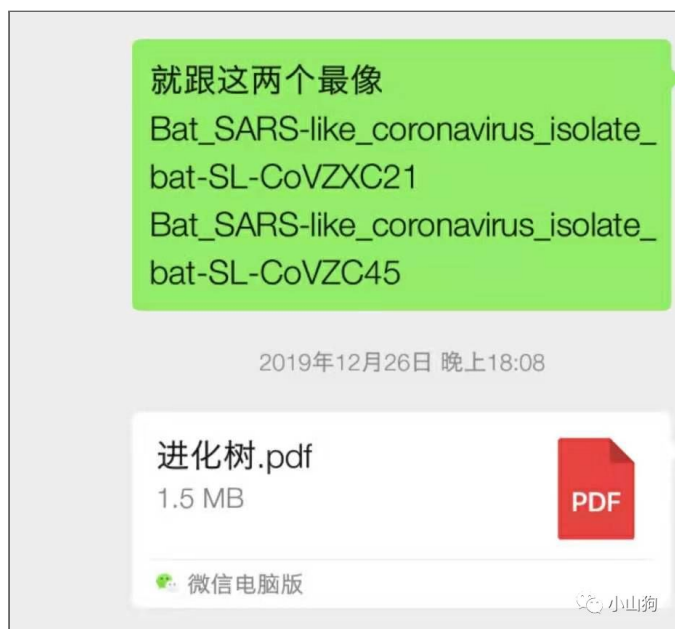 就跟这两个最像
Bat_SARS-like_coronavirus_isolate_
bat-SL-CoVZXC21
Bat_SARS-like_coronavirus_isolate_
bat-SL-CoVZC45
2019年12月26日 晚上18:08
进化树.pdf
1.5 MB
PDF
微信电脑版
小山狗